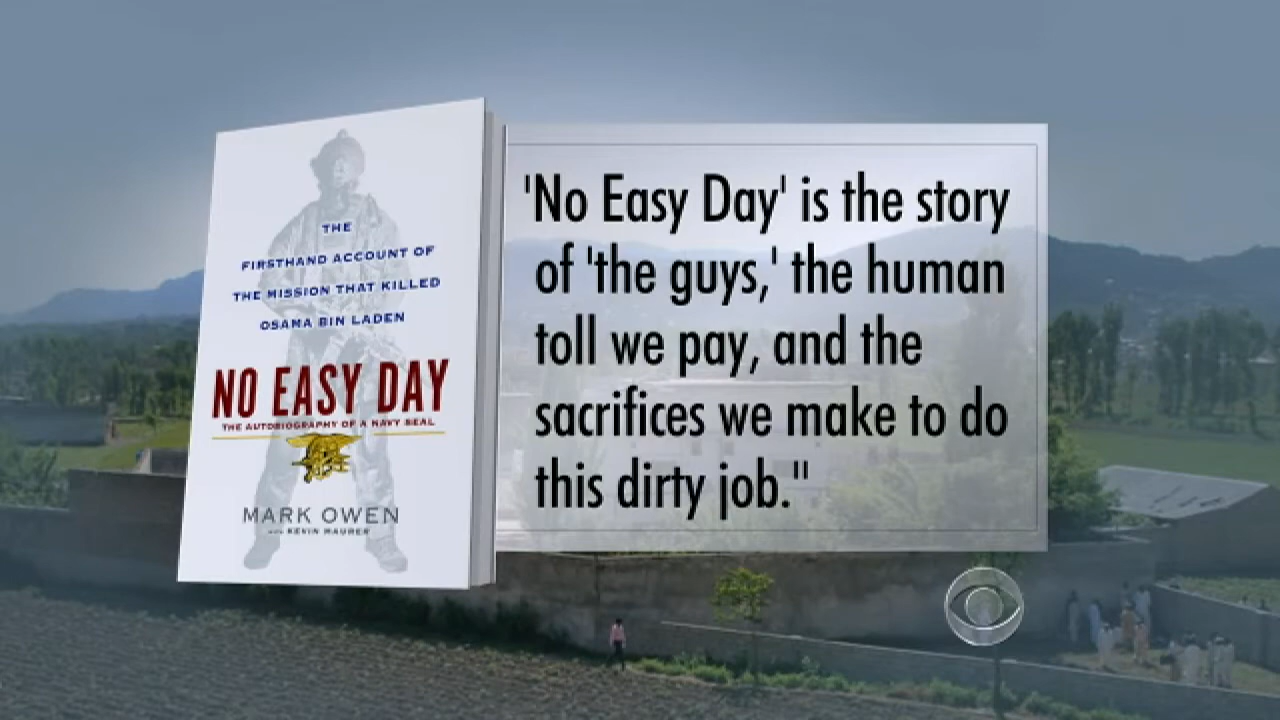 THE
FIRSTHAND ACCOUNT OF
THE MISSION THAT KILLED
OSAMA BIN LADEN
NO EASY DAY
THE AUTOBIOGRAPHY OF A NAVY SEAL
MARK OWEN
WITH KEVIN MAURER
'No Easy Day' is the story
of 'the guys,' the human
toll we pay, and the
sacrifices we make to do
this dirty job."